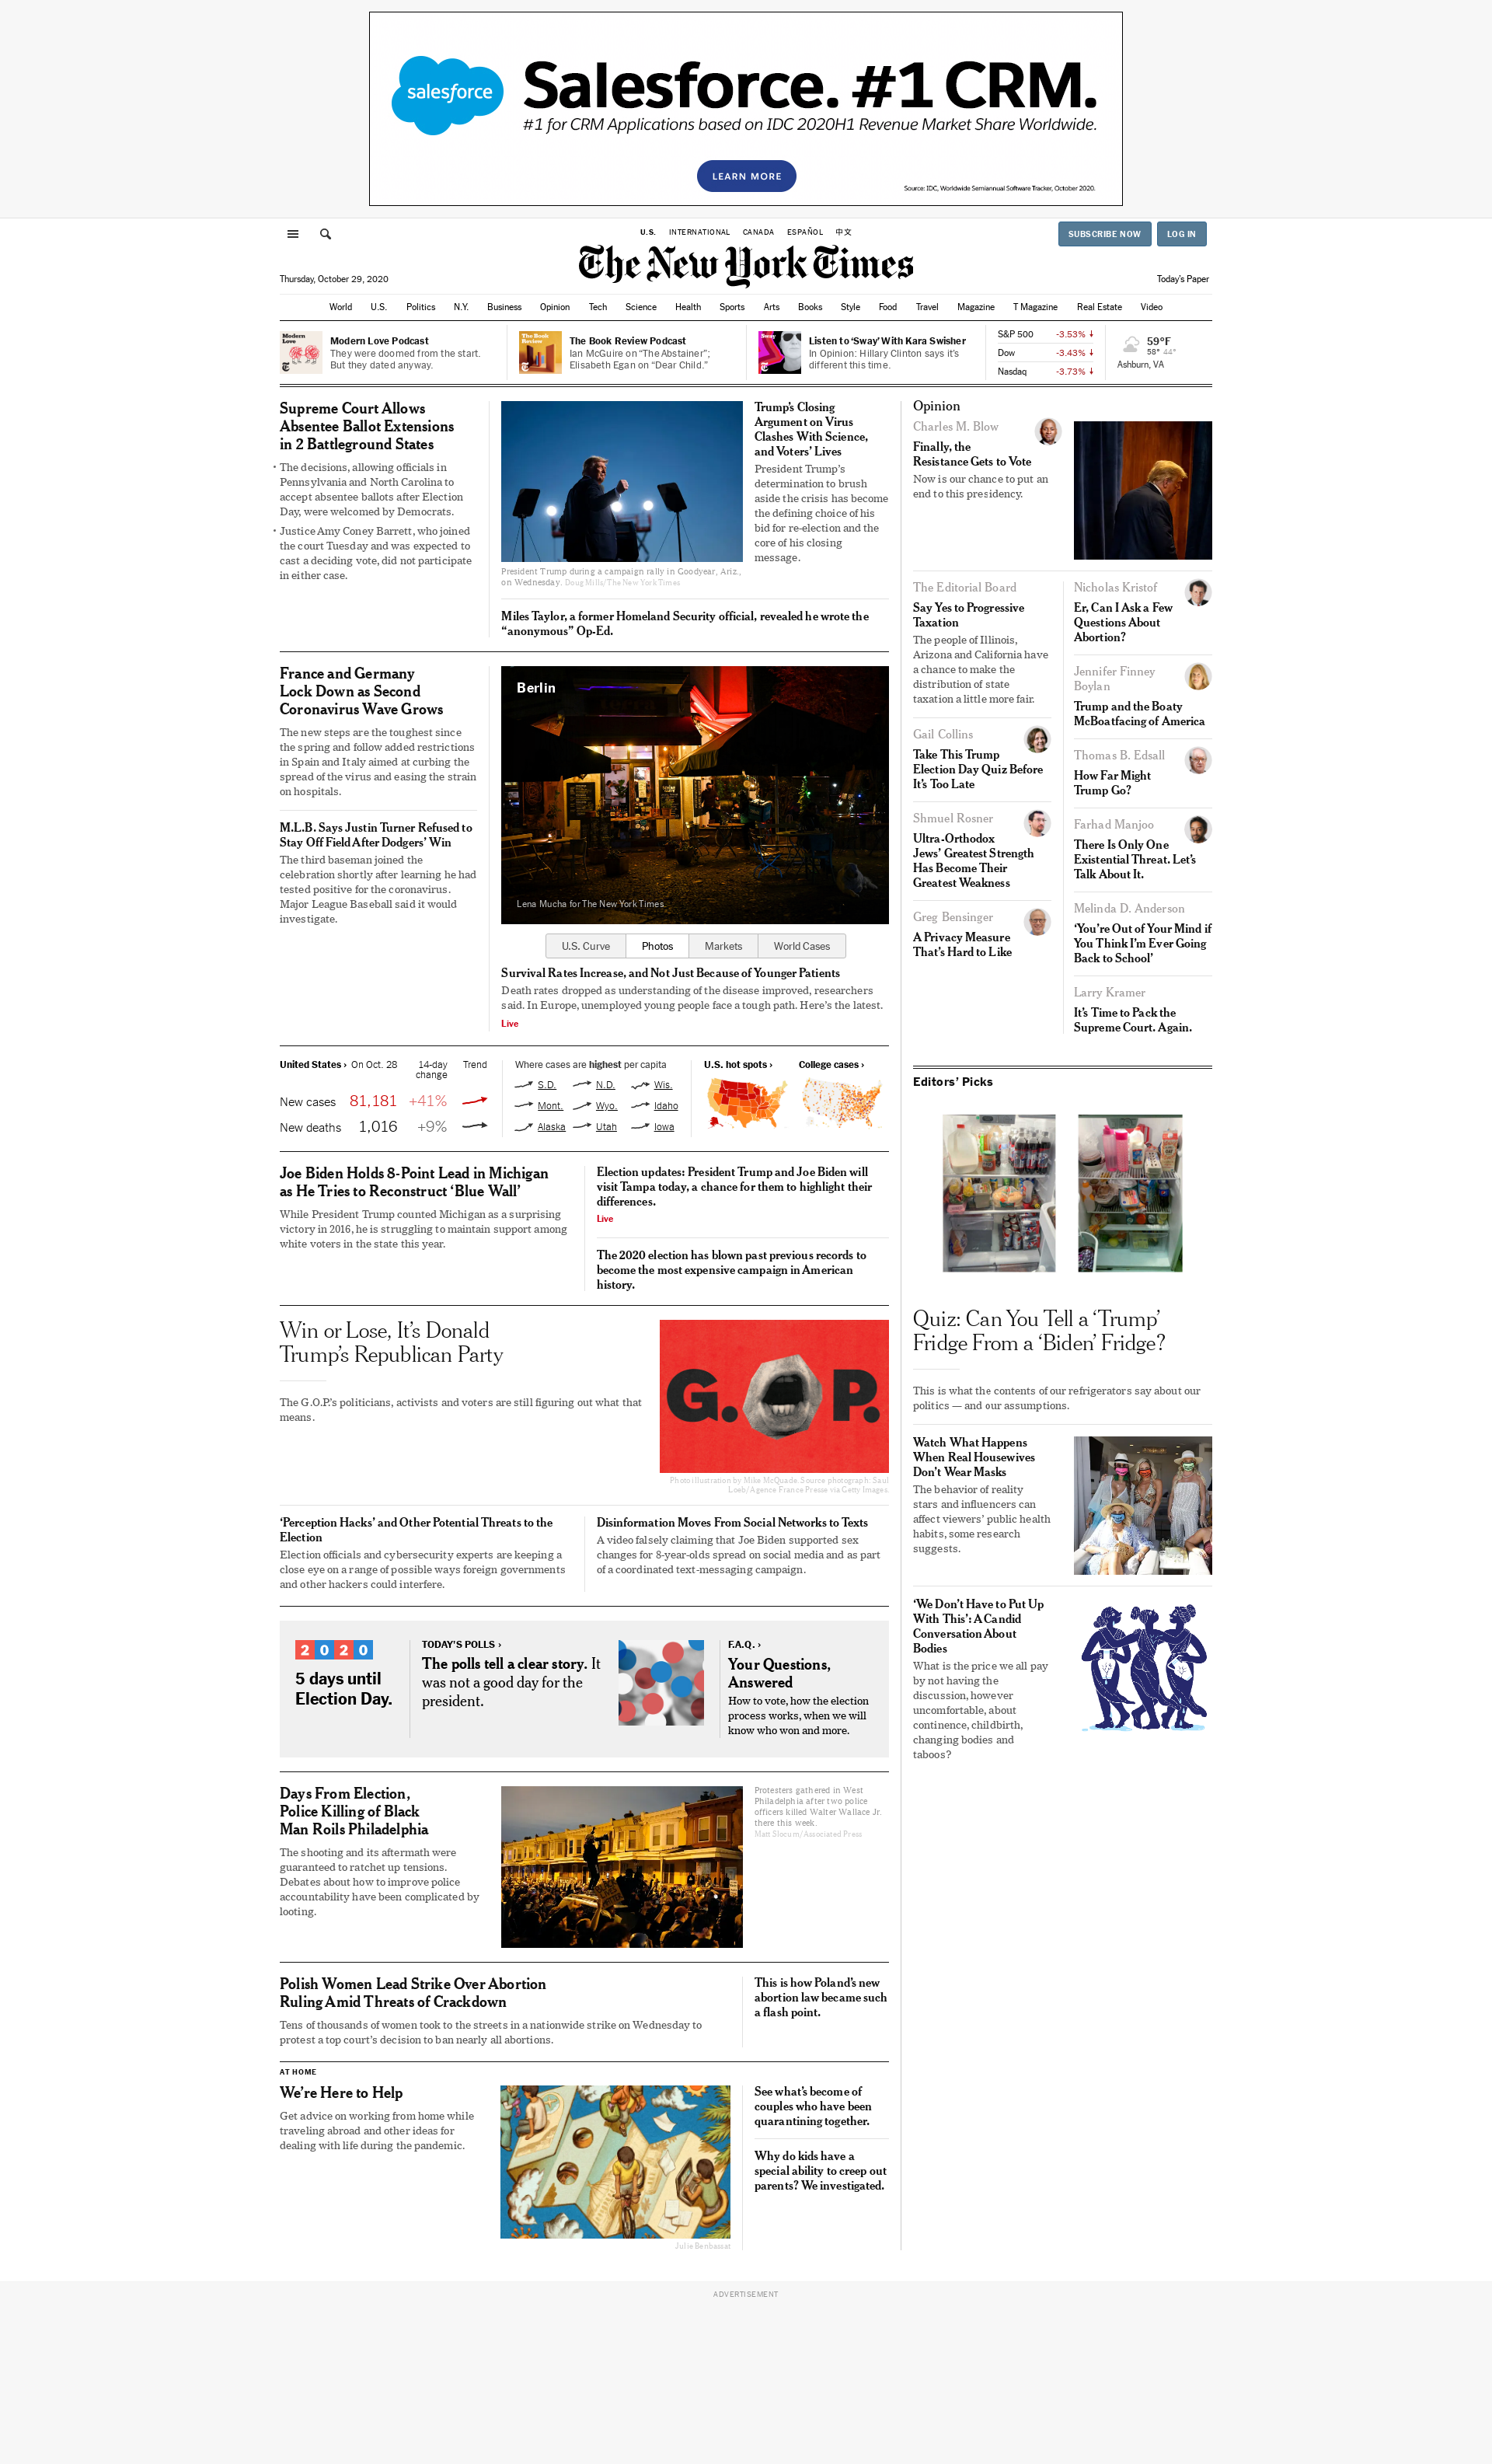 salesforce
Salesforce. #1 CRM.
#1 for CRM Applications based on IDC 2020H1 Revenue Market Share Worldwide.
LEARN MORE
Source: IDC, Worldwide Semiannual Software Tracker, October 2020.
U.S. INTERNATIONAL CANADA ESPAÑOL 中文
SUBSCRIBE NOW LOG IN
The New York Times
Thursday, October 29, 2020
Today's Paper
World U.S. Politics N.Y. Business Opinion Tech Science Health Sports Arts Books Style Food Travel Magazine T Magazine Real Estate Video
Modern Love
Modern Love Podcast
They were doomed from the start.
But they dated anyway.
The Book Review
The Book Review Podcast
Ian McGuire on “The Abstainer”;
Elisabeth Egan on “Dear Child.”
Sway
Listen to ‘Sway’ With Kara Swisher
In Opinion: Hillary Clinton says it's
different this time.
S&P 500 -3.53% ↓
Dow -3.43% ↓
Nasdaq -3.73% ↓
59°F
58° 44°
Ashburn, VA
Supreme Court Allows
Absentee Ballot Extensions
in 2 Battleground States
• The decisions, allowing officials in
Pennsylvania and North Carolina to
accept absentee ballots after Election
Day, were welcomed by Democrats.
• Justice Amy Coney Barrett, who joined
the court Tuesday and was expected to
cast a deciding vote, did not participate
in either case.
President Trump during a campaign rally in Goodyear, Ariz.,
on Wednesday. Doug Mills/The New York Times
Trump's Closing
Argument on Virus
Clashes With Science,
and Voters' Lives
President Trump's
determination to brush
aside the crisis has become
the defining choice of his
bid for re-election and the
core of his closing
message.
Miles Taylor, a former Homeland Security official, revealed he wrote the
“anonymous” Op-Ed.
France and Germany
Lock Down as Second
Coronavirus Wave Grows
The new steps are the toughest since
the spring and follow added restrictions
in Spain and Italy aimed at curbing the
spread of the virus and easing the strain
on hospitals.
M.L.B. Says Justin Turner Refused to
Stay Off Field After Dodgers' Win
The third baseman joined the
celebration shortly after learning he had
tested positive for the coronavirus.
Major League Baseball said it would
investigate.
Berlin
Lena Mucha for The New York Times
U.S. Curve Photos Markets World Cases
Survival Rates Increase, and Not Just Because of Younger Patients
Death rates dropped as understanding of the disease improved, researchers
said. In Europe, unemployed young people face a tough path. Here's the latest.
Live
United States › On Oct. 28 14-day Trend
change
New cases 81,181 +41%
New deaths 1,016 +9%
Where cases are highest per capita
S.D. N.D. Wis.
Mont. Wyo. Idaho
Alaska Utah Iowa
U.S. hot spots › College cases ›
Joe Biden Holds 8-Point Lead in Michigan
as He Tries to Reconstruct ‘Blue Wall’
While President Trump counted Michigan as a surprising
victory in 2016, he is struggling to maintain support among
white voters in the state this year.
Election updates: President Trump and Joe Biden will
visit Tampa today, a chance for them to highlight their
differences.
Live
The 2020 election has blown past previous records to
become the most expensive campaign in American
history.
Win or Lose, It's Donald
Trump's Republican Party
The G.O.P.'s politicians, activists and voters are still figuring out what that
means.
G.O.P.
Photo illustration by Mike McQuade. Source photograph: Saul
Loeb/Agence France Presse via Getty Images.
‘Perception Hacks’ and Other Potential Threats to the
Election
Election officials and cybersecurity experts are keeping a
close eye on a range of possible ways foreign governments
and other hackers could interfere.
Disinformation Moves From Social Networks to Texts
A video falsely claiming that Joe Biden supported sex
changes for 8-year-olds spread on social media and as part
of a coordinated text-messaging campaign.
2020
5 days until
Election Day.
TODAY'S POLLS ›
The polls tell a clear story. It
was not a good day for the
president.
F.A.Q. ›
Your Questions,
Answered
How to vote, how the election
process works, when we will
know who won and more.
Days From Election,
Police Killing of Black
Man Roils Philadelphia
The shooting and its aftermath were
guaranteed to ratchet up tensions.
Debates about how to improve police
accountability have been complicated by
looting.
Protesters gathered in West
Philadelphia after two police
officers killed Walter Wallace Jr.
there this week.
Matt Slocum/Associated Press
Polish Women Lead Strike Over Abortion
Ruling Amid Threats of Crackdown
Tens of thousands of women took to the streets in a nationwide strike on Wednesday to
protest a top court's decision to ban nearly all abortions.
This is how Poland's new
abortion law became such
a flash point.
AT HOME
We're Here to Help
Get advice on working from home while
traveling abroad and other ideas for
dealing with life during the pandemic.
Julie Benbassat
See what's become of
couples who have been
quarantining together.
Why do kids have a
special ability to creep out
parents? We investigated.
Opinion
Charles M. Blow
Finally, the
Resistance Gets to Vote
Now is our chance to put an
end to this presidency.
The Editorial Board
Say Yes to Progressive
Taxation
The people of Illinois,
Arizona and California have
a chance to make the
distribution of state
taxation a little more fair.
Gail Collins
Take This Trump
Election Day Quiz Before
It's Too Late
Shmuel Rosner
Ultra-Orthodox
Jews' Greatest Strength
Has Become Their
Greatest Weakness
Greg Bensinger
A Privacy Measure
That's Hard to Like
Nicholas Kristof
Er, Can I Ask a Few
Questions About
Abortion?
Jennifer Finney
Boylan
Trump and the Boaty
McBoatfacing of America
Thomas B. Edsall
How Far Might
Trump Go?
Farhad Manjoo
There Is Only One
Existential Threat. Let's
Talk About It.
Melinda D. Anderson
‘You're Out of Your Mind if
You Think I'm Ever Going
Back to School’
Larry Kramer
It's Time to Pack the
Supreme Court. Again.
Editors' Picks
Quiz: Can You Tell a ‘Trump’
Fridge From a ‘Biden’ Fridge?
This is what the contents of our refrigerators say about our
politics — and our assumptions.
Watch What Happens
When Real Housewives
Don't Wear Masks
The behavior of reality
stars and influencers can
affect viewers' public health
habits, some research
suggests.
‘We Don't Have to Put Up
With This’: A Candid
Conversation About
Bodies
What is the price we all pay
by not having the
discussion, however
uncomfortable, about
continence, childbirth,
changing bodies and
taboos?
ADVERTISEMENT